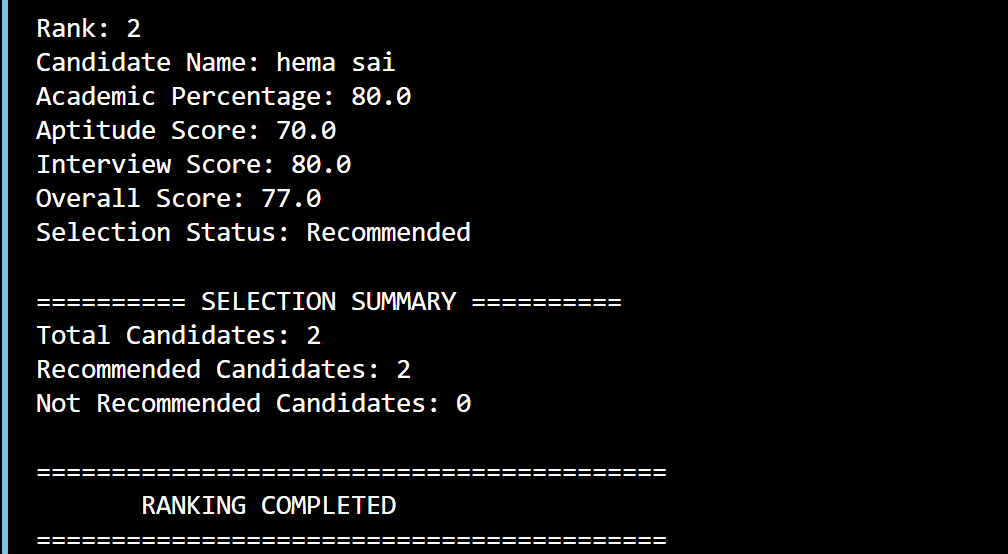 Rank: 2
Candidate Name: hema sai
Academic Percentage: 80.0
Aptitude Score: 70.0
Interview Score: 80.0
Overall Score: 77.0
Selection Status: Recommended
========== SELECTION SUMMARY ==========
Total Candidates: 2
Recommended Candidates: 2
Not Recommended Candidates: 0
==========================================
RANKING COMPLETED
==========================================